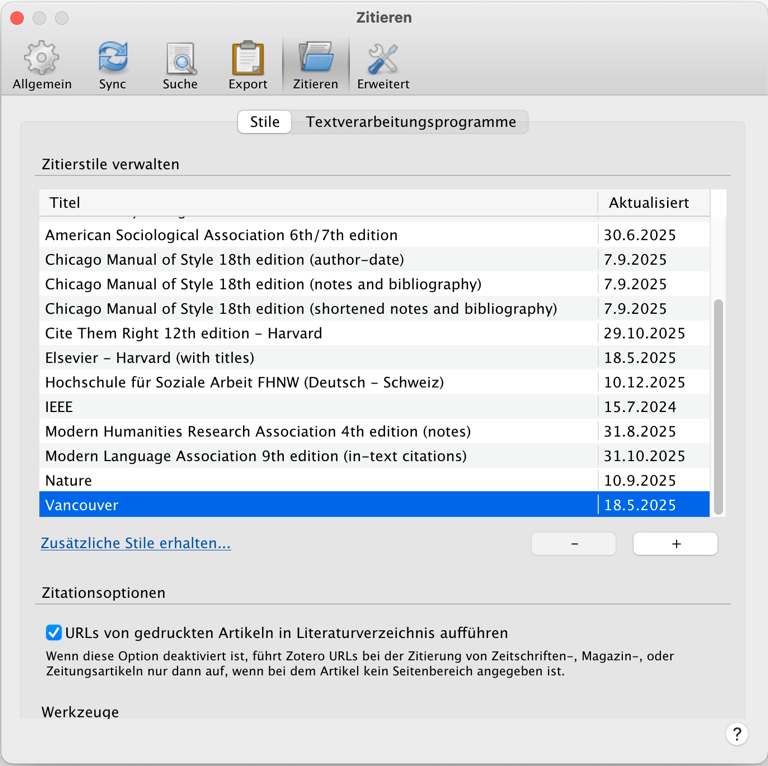 Zitieren
Allgemein
Sync
Suche
Export
Zitieren
Erweitert
Stile
Textverarbeitungsprogramme
Zitierstile verwalten
Titel Aktualisiert
American Sociological Association 6th/7th edition 30.6.2025
Chicago Manual of Style 18th edition (author-date) 7.9.2025
Chicago Manual of Style 18th edition (notes and bibliography) 7.9.2025
Chicago Manual of Style 18th edition (shortened notes and bibliography) 7.9.2025
Cite Them Right 12th edition - Harvard 29.10.2025
Elsevier - Harvard (with titles) 18.5.2025
Hochschule für Soziale Arbeit FHNW (Deutsch - Schweiz) 10.12.2025
IEEE 15.7.2024
Modern Humanities Research Association 4th edition (notes) 31.8.2025
Modern Language Association 9th edition (in-text citations) 31.10.2025
Nature 10.9.2025
Vancouver 18.5.2025
Zusätzliche Stile erhalten...
- +
Zitationsoptionen
URLs von gedruckten Artikeln in Literaturverzeichnis aufführen
Wenn diese Option deaktiviert ist, führt Zotero URLs bei der Zitierung von Zeitschriften-, Magazin-, oder
Zeitungsartikeln nur dann auf, wenn bei dem Artikel kein Seitenbereich angegeben ist.
Werkzeuge
?